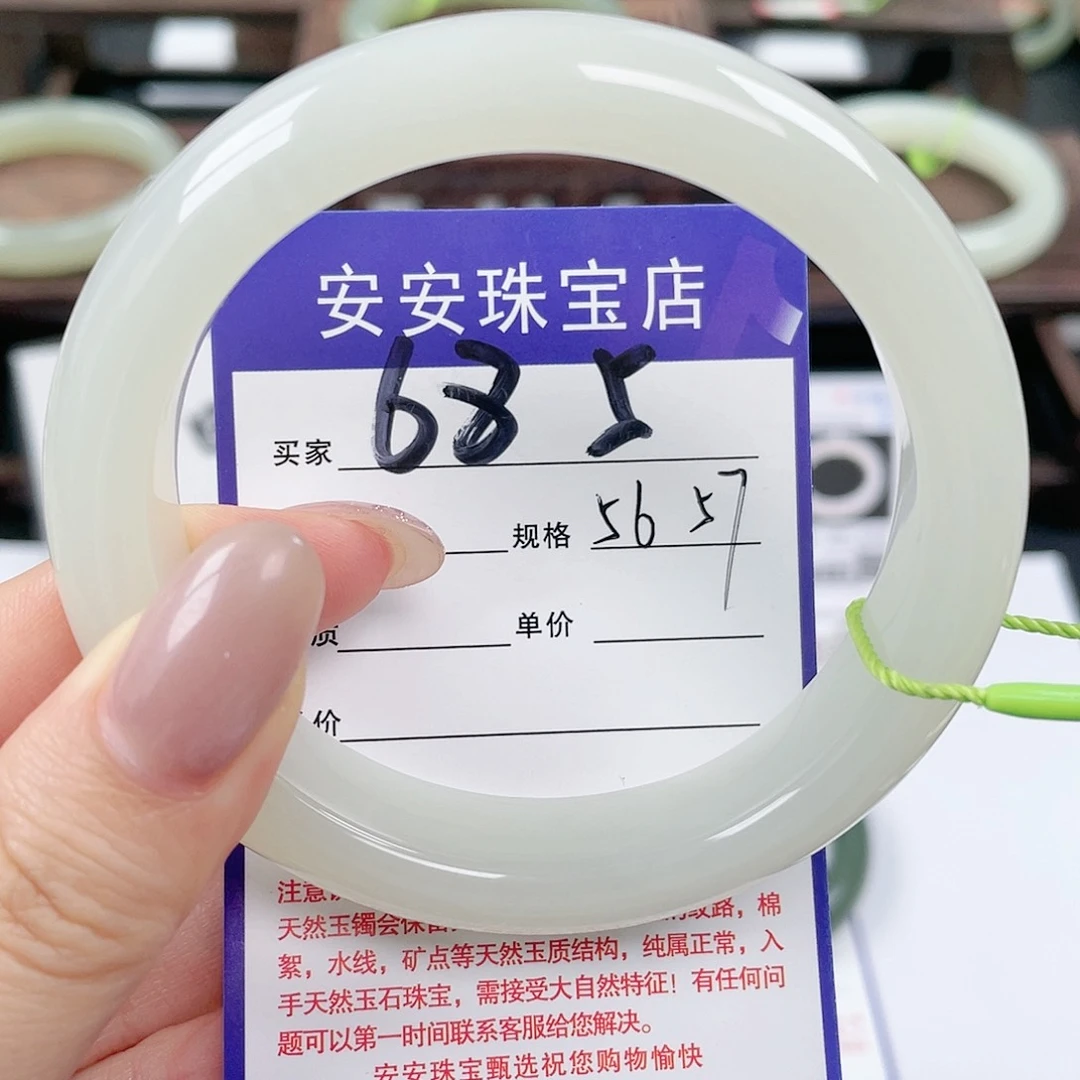 安安珠宝店
买家 683 5
规格 56 57
质 单价
价
注意
天然玉镯会保留 纹路，棉
絮，水线，矿点等天然玉质结构，纯属正常，入
手天然玉石珠宝，需接受大自然特征！有任何问
题可以第一时间联系客服给您解决。
安安珠宝甄选祝您购物愉快